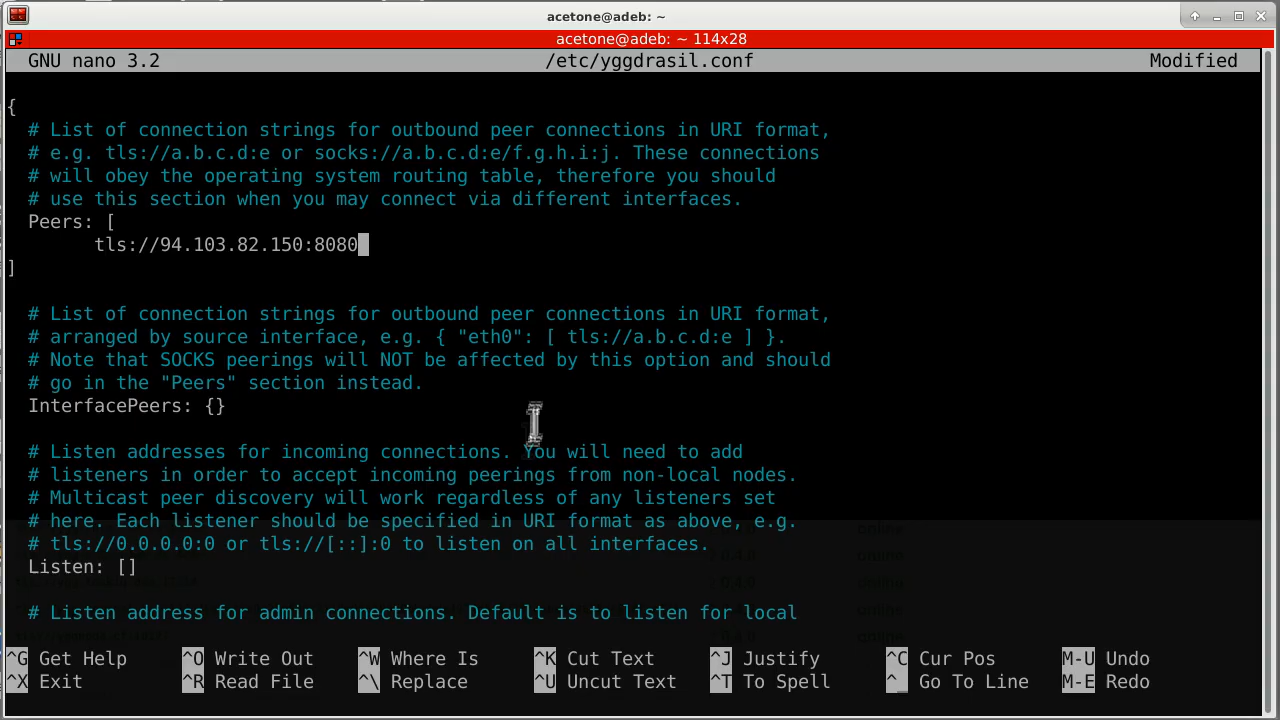 acetone@adeb: ~
acetone@adeb: ~ 114x28
GNU nano 3.2 /etc/yggdrasil.conf Modified
{
# List of connection strings for outbound peer connections in URI format,
# e.g. tls://a.b.c.d:e or socks://a.b.c.d:e/f.g.h.i:j. These connections
# will obey the operating system routing table, therefore you should
# use this section when you may connect via different interfaces.
Peers: [
tls://94.103.82.150:8080
]
# List of connection strings for outbound peer connections in URI format,
# arranged by source interface, e.g. { "eth0": [ tls://a.b.c.d:e ] }.
# Note that SOCKS peerings will NOT be affected by this option and should
# go in the "Peers" section instead.
InterfacePeers: {}
# Listen addresses for incoming connections. You will need to add
# listeners in order to accept incoming peerings from non-local nodes.
# Multicast peer discovery will work regardless of any listeners set
# here. Each listener should be specified in URI format as above, e.g.
# tls://0.0.0.0:0 or tls://[::]:0 to listen on all interfaces.
Listen: []
# Listen address for admin connections. Default is to listen for local
^G Get Help ^O Write Out ^W Where Is ^K Cut Text ^J Justify ^C Cur Pos M-U Undo
^X Exit ^R Read File ^\ Replace ^U Uncut Text ^T To Spell ^_ Go To Line M-E Redo